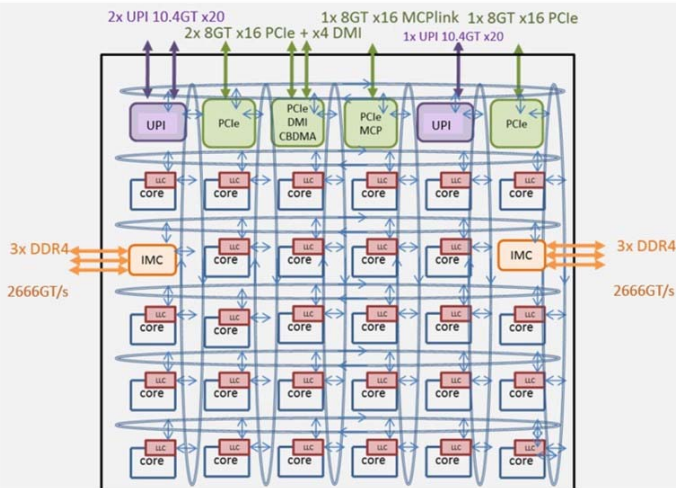 2x UPI 10.4GT x20
2x 8GT x16 PCIe + x4 DMI
1x 8GT x16 MCPlink
1x 8GT x16 PCIe
1x UPI 10.4GT x20
UPI
PCIe
PCIe
DMI
CBDMA
PCIe
MCP
UPI
PCIe
LLC
core
LLC
core
LLC
core
LLC
core
LLC
core
LLC
core
3x DDR4
2666GT/s
IMC
LLC
core
LLC
core
LLC
core
LLC
core
IMC
3x DDR4
2666GT/s
LLC
core
LLC
core
LLC
core
LLC
core
LLC
core
LLC
core
LLC
core
LLC
core
LLC
core
LLC
core
LLC
core
LLC
core
LLC
core
LLC
core
LLC
core
LLC
core
LLC
core
LLC
core